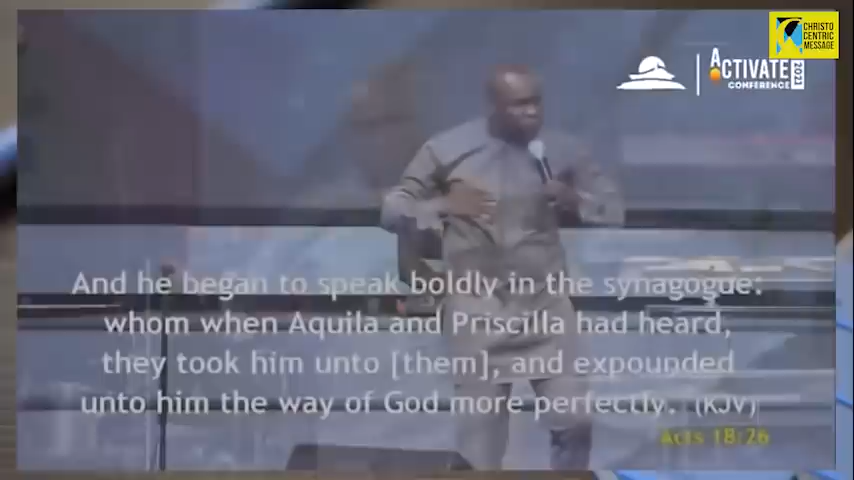 CHRISTO
CENTRIC
MESSAGE
ACTIVATE 2021
CONFERENCE
And he began to speak boldly in the synagogue:
whom when Aquila and Priscilla had heard,
they took him unto [them], and expounded
unto him the way of God more perfectly. (KJV)
Acts 18:26